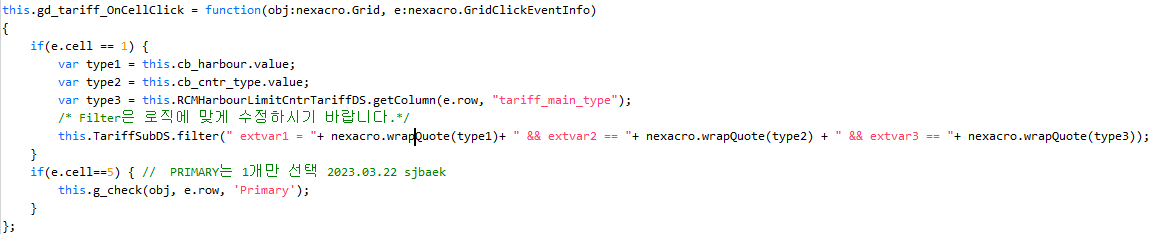 this.gd_tariff_OnCellClick = function(obj:nexacro.Grid, e:nexacro.GridClickEventInfo)
{
    if(e.cell == 1) {
        var type1 = this.cb_harbour.value;
        var type2 = this.cb_cntr_type.value;
        var type3 = this.RCMHarbourLimitCntrTariffDS.getColumn(e.row, "tariff_main_type");
        /* Filter은 로직에 맞게 수정하시기 바랍니다.*/
        this.TariffSubDS.filter(" extvar1 = "+ nexacro.wrapQuote(type1)+ " && extvar2 == "+ nexacro.wrapQuote(type2) + " && extvar3 == "+ nexacro.wrapQuote(type3));
    }
    if(e.cell==5) { //  PRIMARY는 1개만 선택 2023.03.22 sjbaek
        this.g_check(obj, e.row, 'Primary');
    }
};